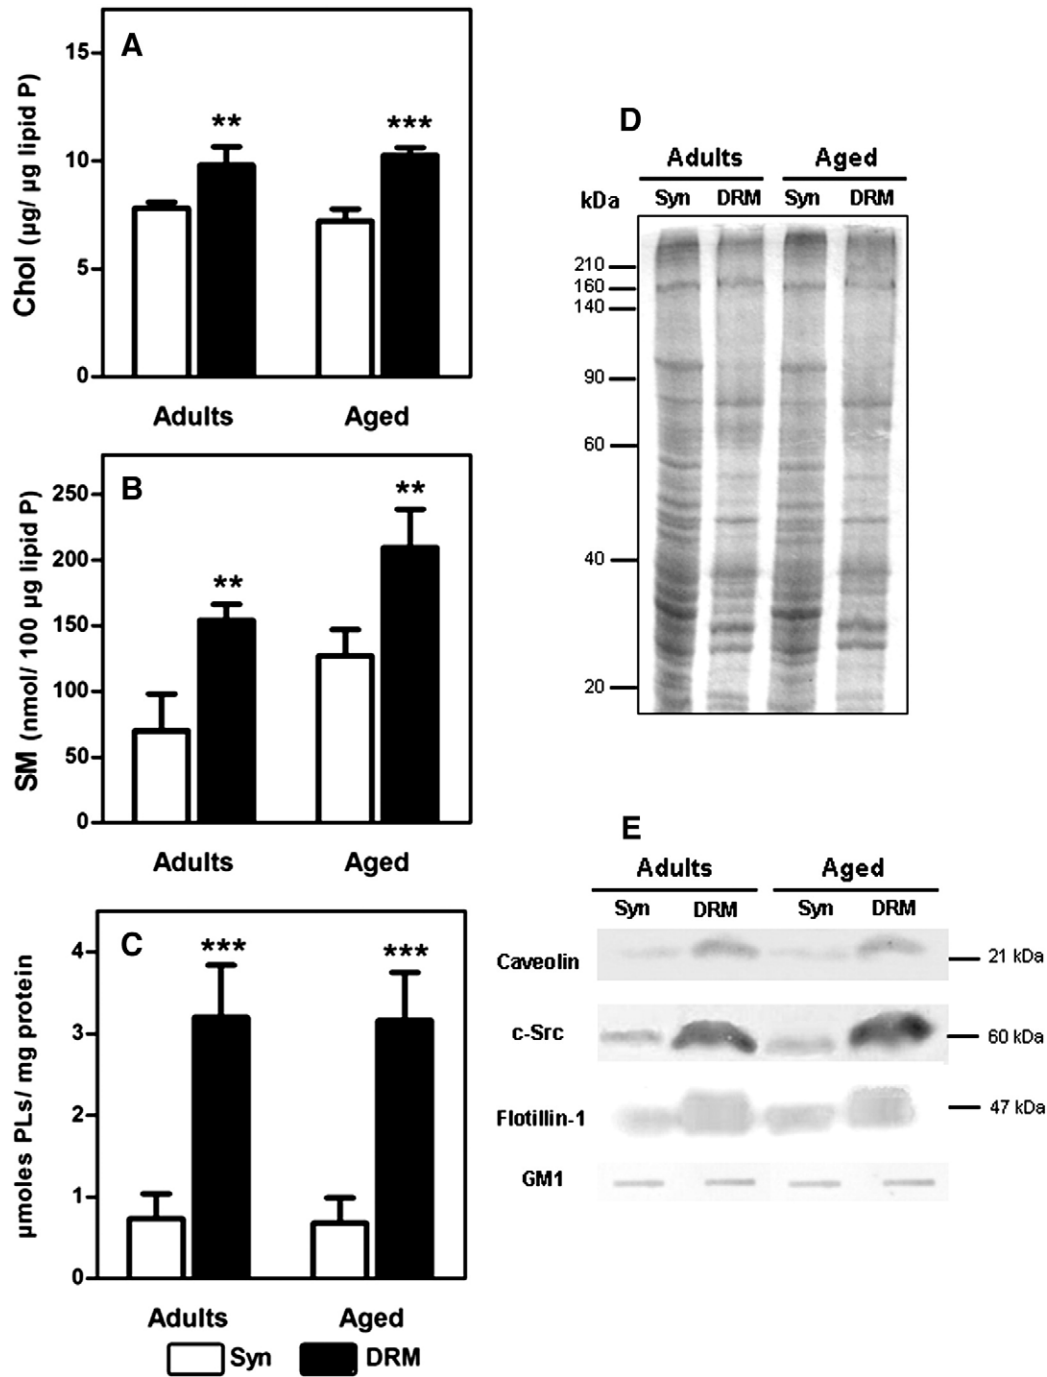 A
Chol (µg/ µg lipid P)
15
10
5
0
**
***
Adults
Aged
B
SM (nmol/ 100 µg lipid P)
250
200
150
100
50
0
**
**
Adults
Aged
C
µmoles PLs/ mg protein
4
3
2
1
0
***
***
Adults
Aged
Syn
DRM
D
Adults
Aged
kDa
Syn
DRM
Syn
DRM
210
160
140
90
60
40
20
E
Adults
Aged
Syn
DRM
Syn
DRM
Caveolin
21 kDa
c-Src
60 kDa
Flotillin-1
47 kDa
GM1